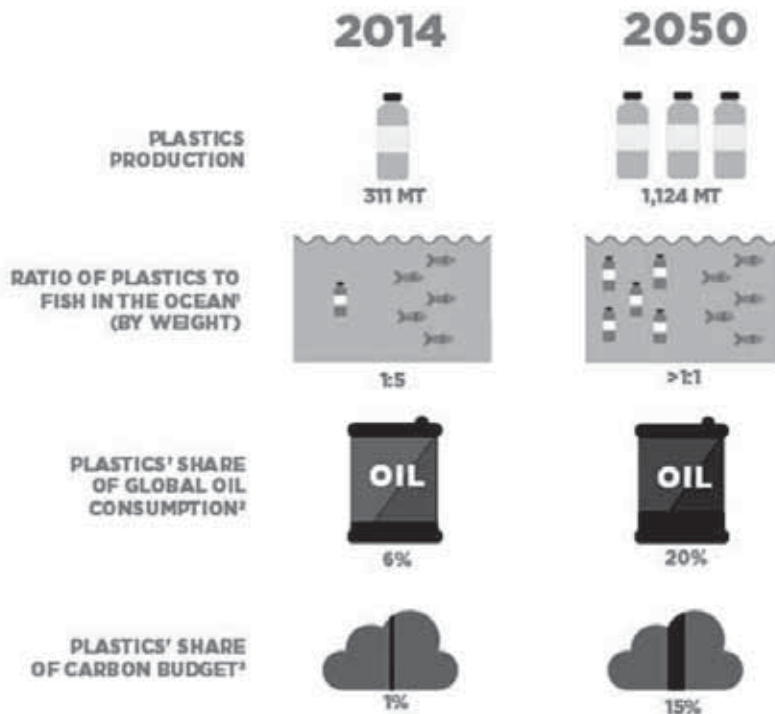 2014 2050
PLASTICS
PRODUCTION
311 MT 1,124 MT
RATIO OF PLASTICS TO
FISH IN THE OCEAN¹
(BY WEIGHT)
1:5 >1:1
PLASTICS' SHARE
OF GLOBAL OIL
CONSUMPTION²
OIL OIL
6% 20%
PLASTICS' SHARE
OF CARBON BUDGET³
1% 15%